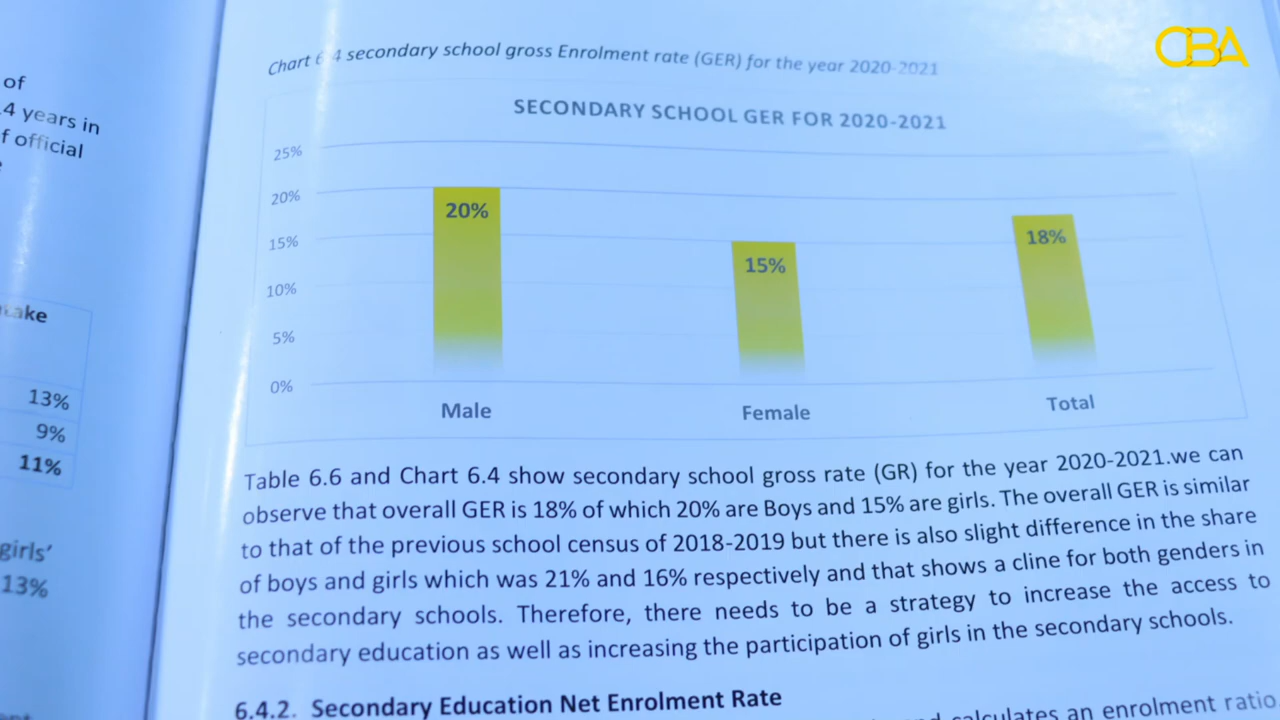 of
4 years in
f official
take
13%
9%
11%
girls'
13%
Chart 6.4 secondary school gross Enrolment rate (GER) for the year 2020-2021
SECONDARY SCHOOL GER FOR 2020-2021
25%
20%
15%
10%
5%
0%
20%
15%
18%
Male
Female
Total
Table 6.6 and Chart 6.4 show secondary school gross rate (GR) for the year 2020-2021.we can
observe that overall GER is 18% of which 20% are Boys and 15% are girls. The overall GER is similar
to that of the previous school census of 2018-2019 but there is also slight difference in the share
of boys and girls which was 21% and 16% respectively and that shows a cline for both genders in
the secondary schools. Therefore, there needs to be a strategy to increase the access to
secondary education as well as increasing the participation of girls in the secondary schools.
6.4.2. Secondary Education Net Enrolment Rate
calculates an enrolment ratio
CBA